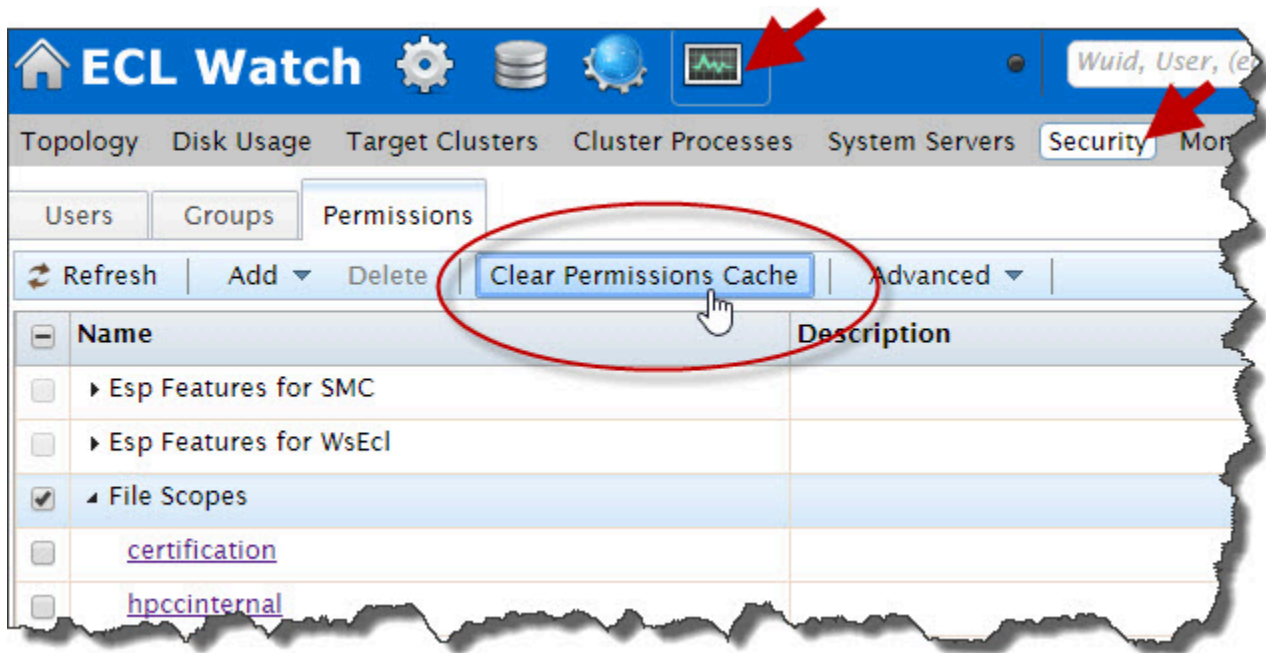 ECL Watch Wuid, User, (e
Topology Disk Usage Target Clusters Cluster Processes System Servers Security Mon
Users Groups Permissions
Refresh Add Delete Clear Permissions Cache Advanced
Name Description
Esp Features for SMC
Esp Features for WsEcl
File Scopes
certification
hpccinternal